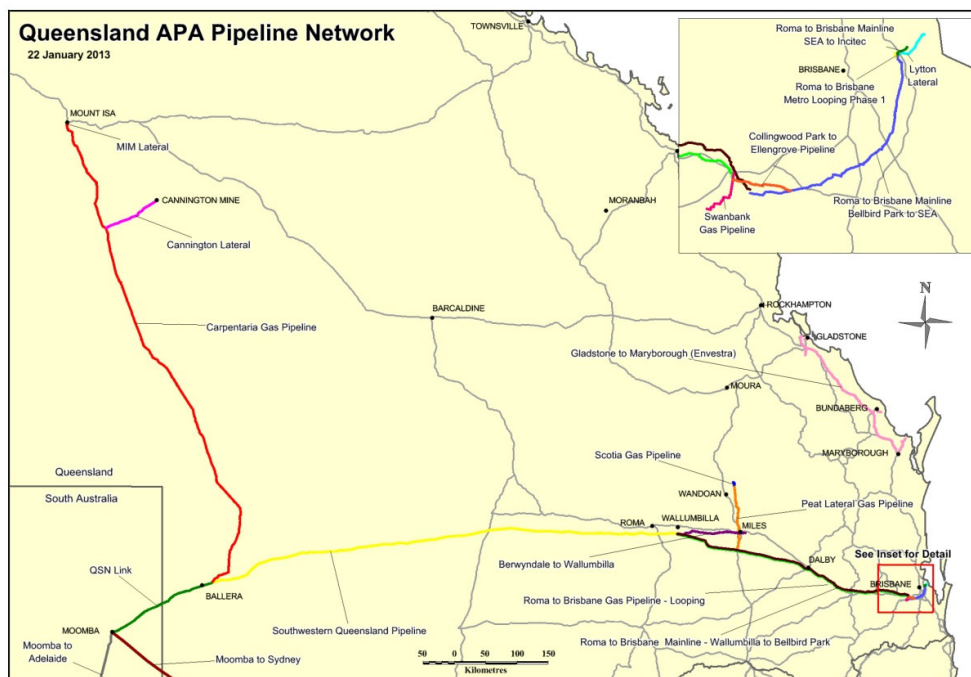 Queensland APA Pipeline Network
22 January 2013
TOWNSVILLE
MOUNT ISA
MIM Lateral
CANNINGTON MINE
Cannington Lateral
MORANBAH
Carpentaria Gas Pipeline
BARCALDINE
ROCKHAMPTON
GLADSTONE
Gladstone to Maryborough (Envestra)
MOURA
BUNDABERG
MARYBOROUGH
Scotia Gas Pipeline
WANDOAN
Peat Lateral Gas Pipeline
ROMA
WALLUMBILLA
MILES
Berwyndale to Wallumbilla
DALBY
See Inset for Detail
BRISBANE
Roma to Brisbane Gas Pipeline - Looping
Roma to Brisbane Mainline - Wallumbilla to Bellbird Park
Southwestern Queensland Pipeline
Queensland
South Australia
QSN Link
BALLERA
MOOMBA
Moomba to
Adelaide
Moomba to Sydney
50 0 50 100 150
Kilometres
N
Roma to Brisbane Mainline
SEA to Incitec
BRISBANE
Lytton
Lateral
Roma to Brisbane
Metro Looping Phase 1
Collingwood Park to
Ellengrove Pipeline
Swanbank
Gas Pipeline
Roma to Brisbane Mainline
Bellbird Park to SEA